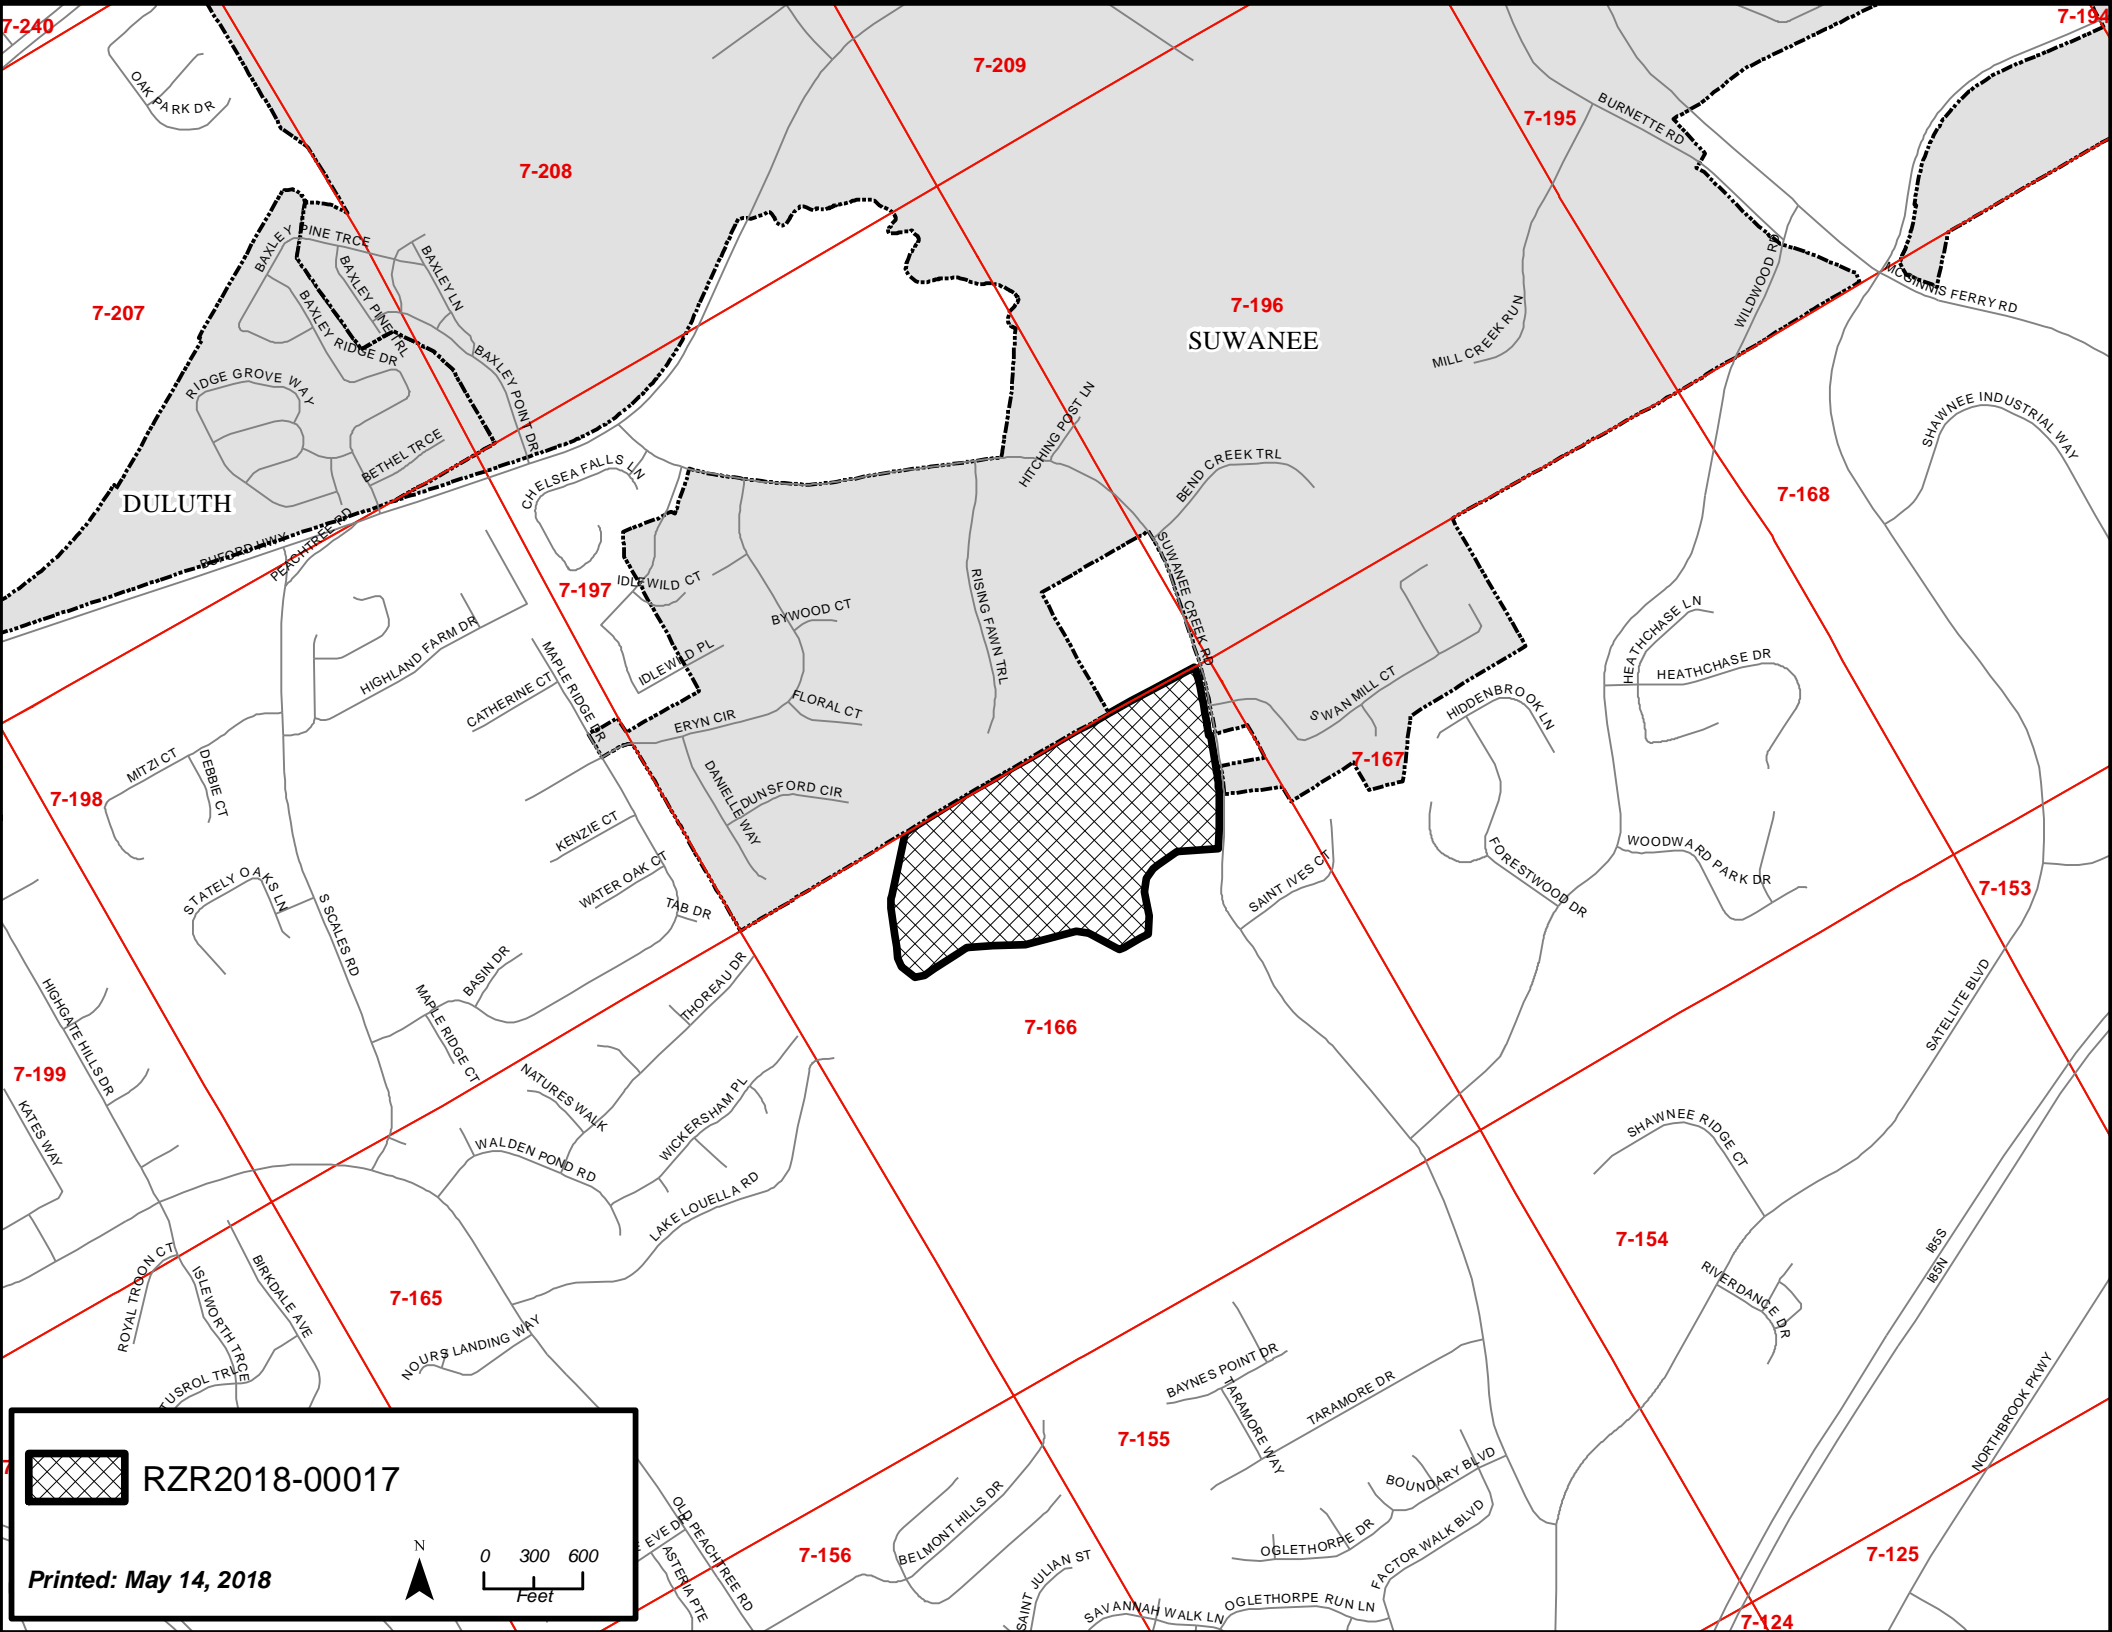 7-240
7-194
OAK PARK DR
7-209
7-195
BURNETTE RD
7-208
7-207
BAXLEY PINE TRCE
BAXLEY PINE TRL
BAXLEY LN
BAXLEY RIDGE DR
BAXLEY POINT DR
RIDGE GROVE WAY
BETHEL TRCE
DULUTH
BUFORD HWY
PEACHTREE RD
7-196
SUWANEE
MILL CREEK RUN
WILDWOOD RD
MCGINNIS FERRY RD
SHAWNEE INDUSTRIAL WAY
7-168
HITCHING POST LN
BEND CREEK TRL
CHELSEA FALLS LN
7-197
IDLEWILD CT
IDLEWILD PL
BYWOOD CT
RISING FAWN TRL
SUWANEE CREEK RD
HIGHLAND FARM DR
MAPLE RIDGE DR
CATHERINE CT
ERYN CIR
FLORAL CT
DANIELLE WAY
DUNSFORD CIR
SWAN MILL CT
HIDDENBROOK LN
HEATHCHASE LN
HEATHCHASE DR
7-167
MITZI CT
DEBBIE CT
7-198
KENZIE CT
WATER OAK CT
TAB DR
STATELY OAKS LN
S SCALES RD
FORESTWOOD DR
WOODWARD PARK DR
SAINT IVES CT
7-153
SATELLITE BLVD
BASIN DR
MAPLE RIDGE CT
THOREAU DR
HIGHGATE HILLS DR
7-199
KATES WAY
7-166
NATURES WALK
WICKERSHAM PL
WALDEN POND RD
LAKE LOUELLA RD
SHAWNEE RIDGE CT
7-154
RIVERDANCE DR
I85S
I85N
NORTHBROOK PKWY
ROYAL TROON CT
ISLEWORTH TRCE
BIRKDALE AVE
7-165
NOURS LANDING WAY
TUSROL TRL
BAYNES POINT DR
TARAMORE WAY
TARAMORE DR
7-155
BOUNDARY BLVD
OGLETHORPE DR
FACTOR WALK BLVD
OGLETHORPE RUN LN
SAVANNAH WALK LN
SAINT JULIAN ST
BELMONT HILLS DR
7-156
OLD PEACHTREE RD
EVE DR
ASTERIA PTE
7-125
7-124
RZR2018-00017
Printed: May 14, 2018
N
0 300 600
Feet